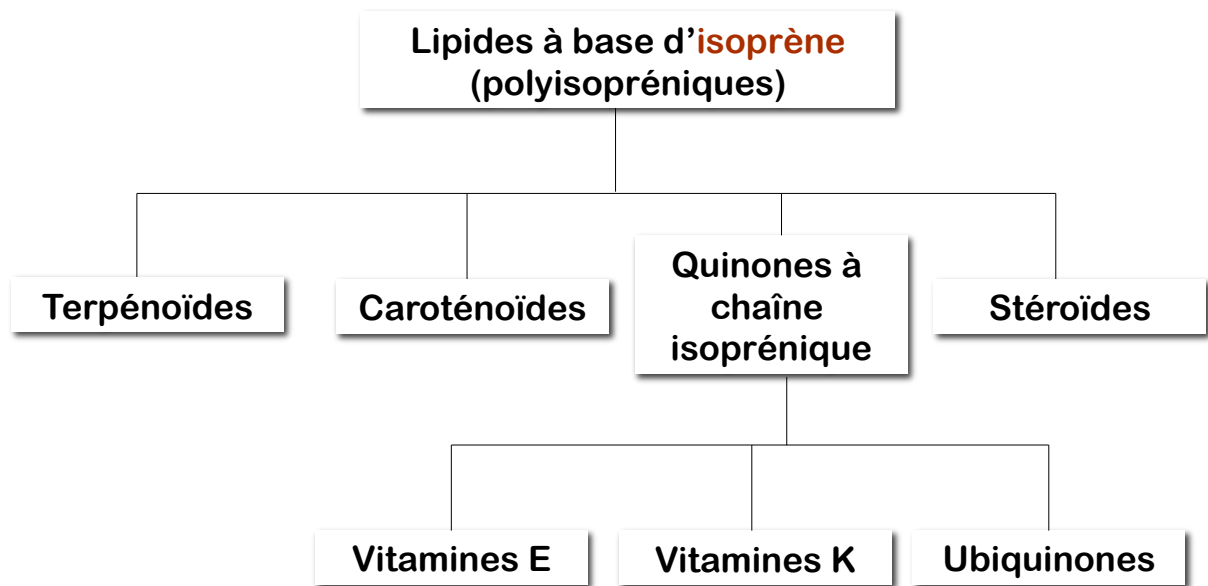 Lipides à base d’isoprène
(polyisopréniques)
Terpénoïdes
Caroténoïdes
Quinones à
chaîne
isoprénique
Stéroïdes
Vitamines E
Vitamines K
Ubiquinones